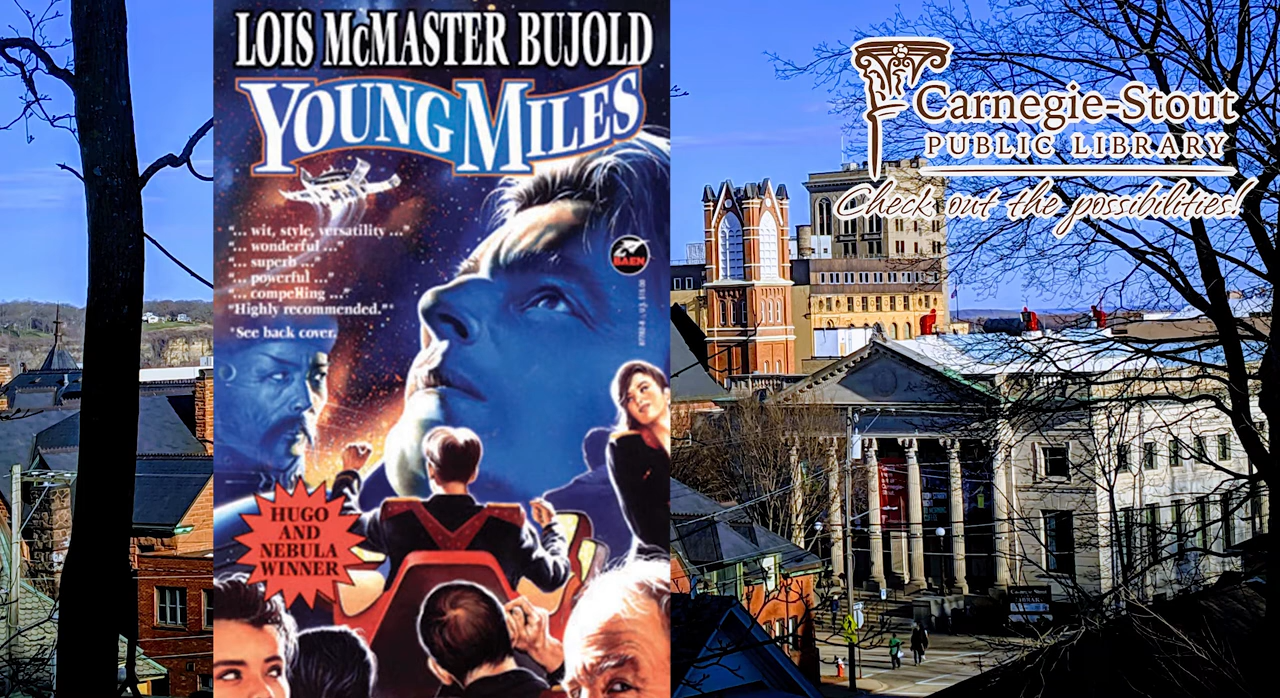 LOIS McMASTER BUJOLD
YOUNG MILES
"... wit, style, versatility ..."
"... wonderful ..."
"... superb ..."
"... powerful ..."
"... compelling ..."
"Highly recommended."*
*See back cover.
BAEN
HUGO
AND
NEBULA
WINNER
Carnegie-Stout
PUBLIC LIBRARY
Check out the possibilities!